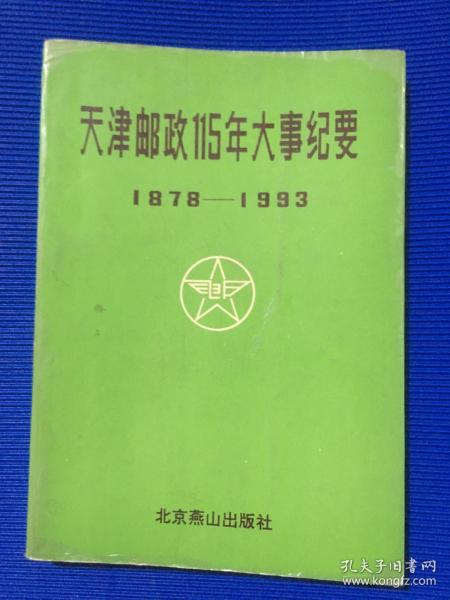 天津邮政115年大事纪要
1878—1993
北京燕山出版社
孔夫子旧书网
www.kongfz.com